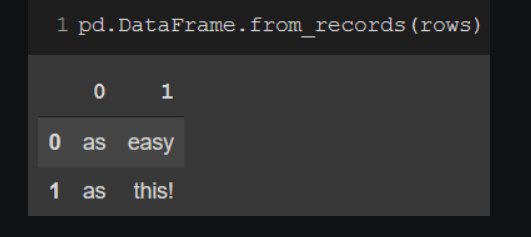 1 pd.DataFrame.from_records(rows)
0 1
0 as easy
1 as this!